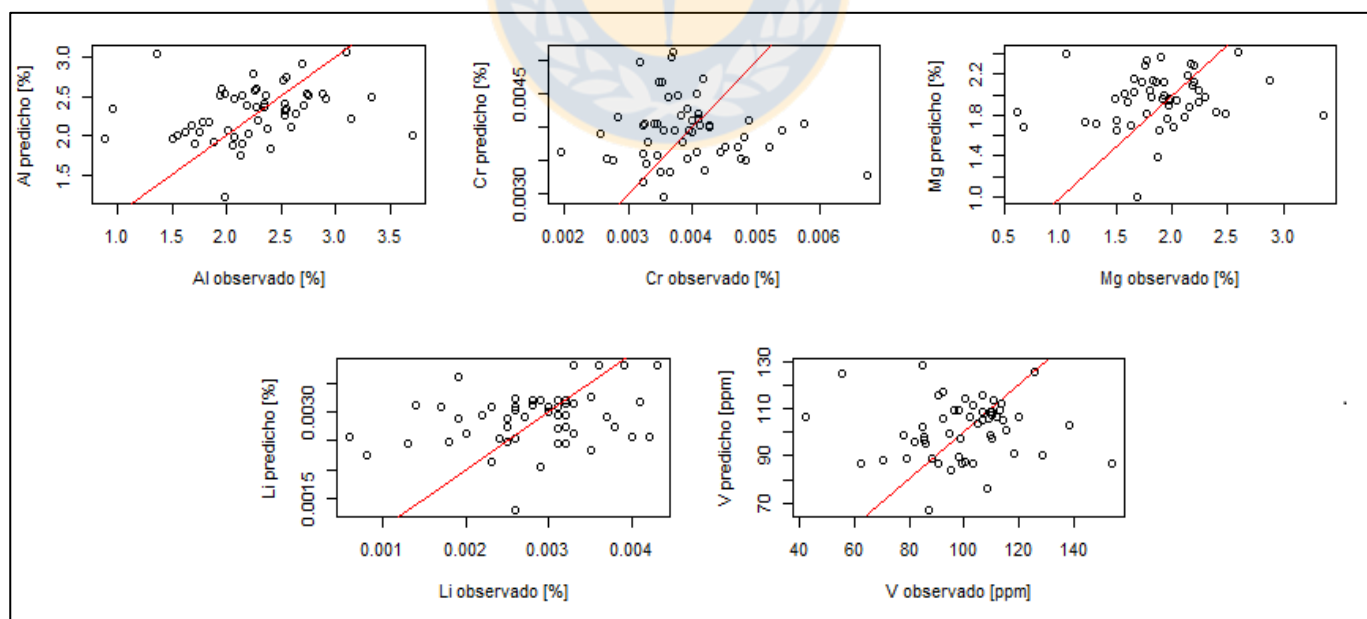 Al predicho [%]
3.0
2.5
2.0
1.5
1.0 1.5 2.0 2.5 3.0 3.5
Al observado [%]
Cr predicho [%]
0.0045
0.0030
0.002 0.003 0.004 0.005 0.006
Cr observado [%]
Mg predicho [%]
2.2
1.8
1.4
1.0
0.5 1.0 1.5 2.0 2.5 3.0
Mg observado [%]
Li predicho [%]
0.0030
0.0015
0.001 0.002 0.003 0.004
Li observado [%]
V predicho [ppm]
130
110
90
70
40 60 80 100 120 140
V observado [ppm]